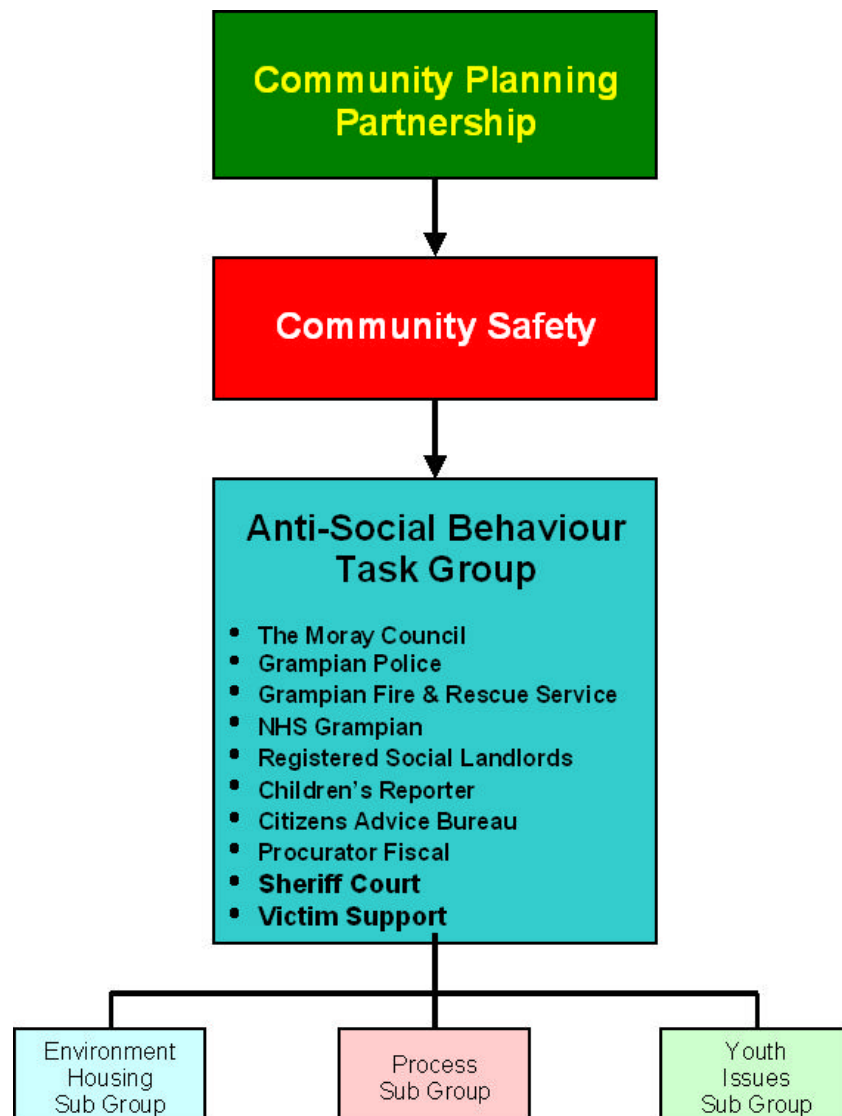 Community Planning
Partnership
Community Safety
Anti-Social Behaviour
Task Group
• The Moray Council
• Grampian Police
• Grampian Fire & Rescue Service
• NHS Grampian
• Registered Social Landlords
• Children's Reporter
• Citizens Advice Bureau
• Procurator Fiscal
• Sheriff Court
• Victim Support
Environment
Housing
Sub Group
Process
Sub Group
Youth
Issues
Sub Group